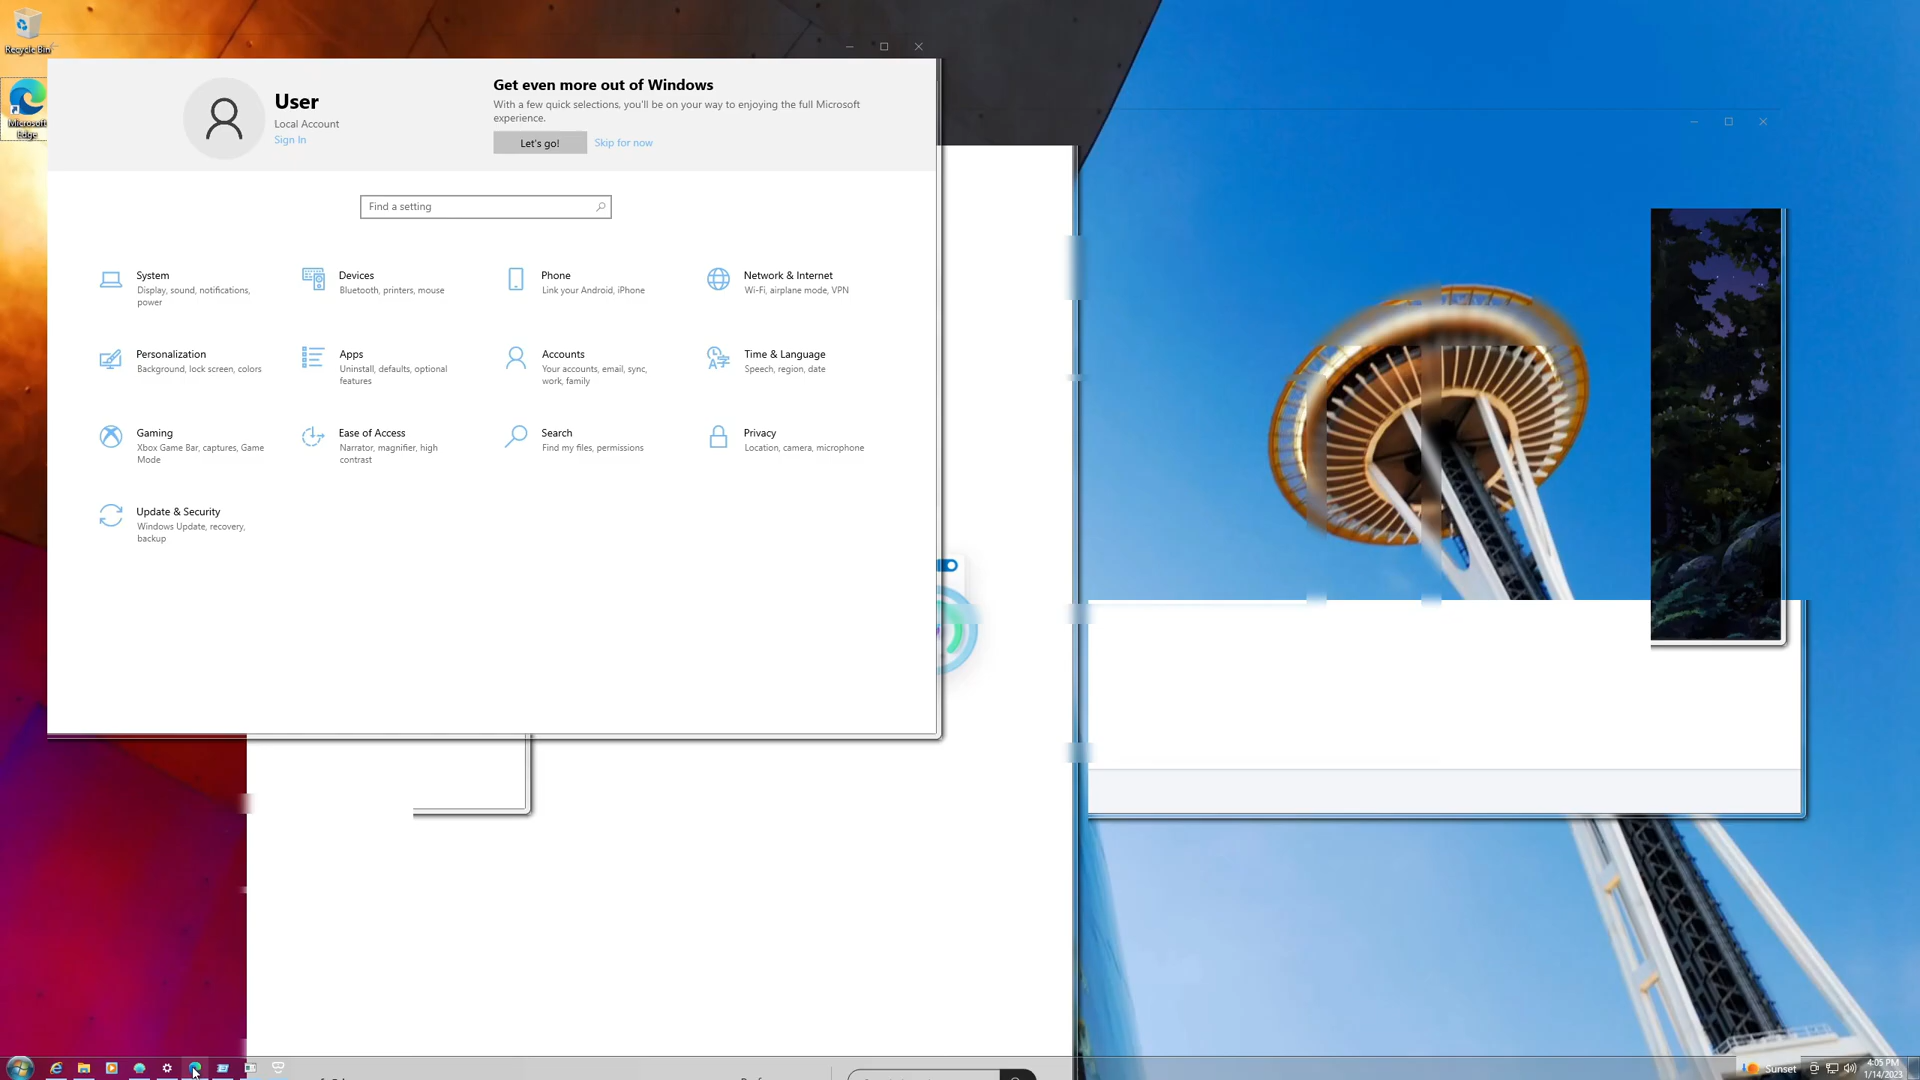 Recycle Bin
Microsoft
Edge
User
Local Account
Sign In
Get even more out of Windows
With a few quick selections, you'll be on your way to enjoying the full Microsoft
experience.
Let's go!
Skip for now
Find a setting
System
Display, sound, notifications,
power
Devices
Bluetooth, printers, mouse
Phone
Link your Android, iPhone
Network & Internet
Wi-Fi, airplane mode, VPN
Personalization
Background, lock screen, colors
Apps
Uninstall, defaults, optional
features
Accounts
Your accounts, email, sync,
work, family
Time & Language
Speech, region, date
Gaming
Xbox Game Bar, captures, Game
Mode
Ease of Access
Narrator, magnifier, high
contrast
Search
Find my files, permissions
Privacy
Location, camera, microphone
Update & Security
Windows Update, recovery,
backup
Sunset
4:05 PM
1/14/2023